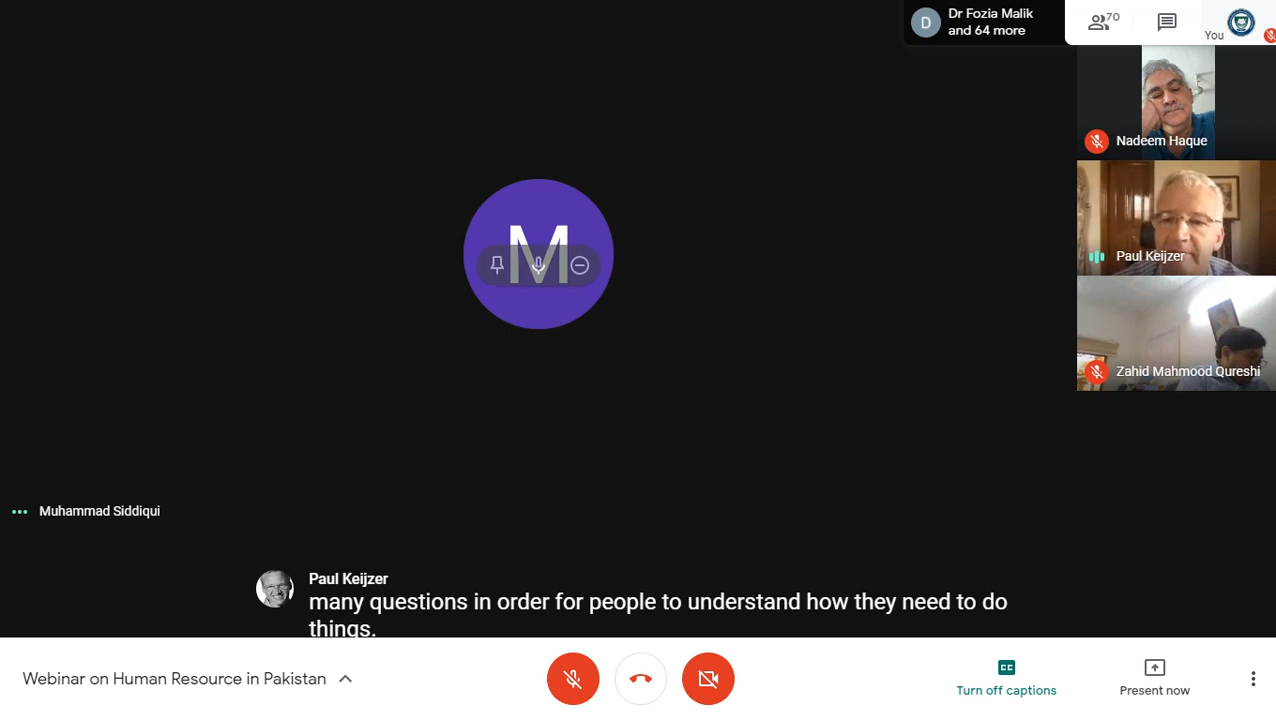 D
Dr Fozia Malik
and 64 more
70
You
Nadeem Haque
Paul Keijzer
Zahid Mahmood Qureshi
M
Muhammad Siddiqui
Paul Keijzer
many questions in order for people to understand how they need to do
things.
Webinar on Human Resource in Pakistan
CC
Turn off captions
Present now